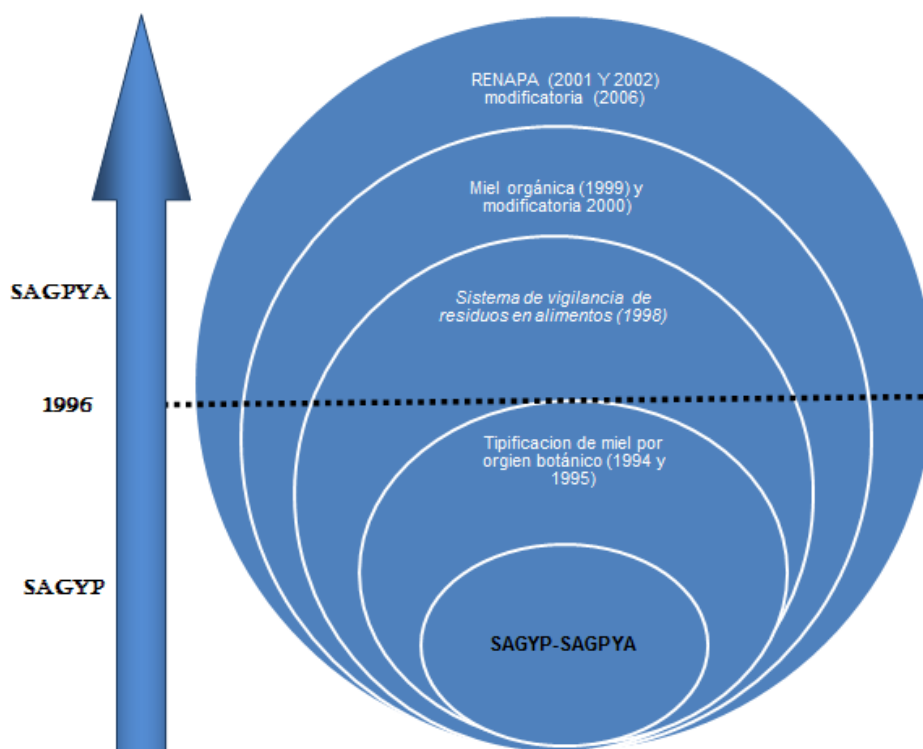 RENAPA (2001 Y 2002)
modificatoria (2006)
Miel orgánica (1999) y
modificatoria 2000)
SAGPYA
Sistema de vigilancia de
residuos en alimentos (1998)
1996
Tipificacion de miel por
orgien botánico (1994 y
1995)
SAGYP
SAGYP-SAGPYA